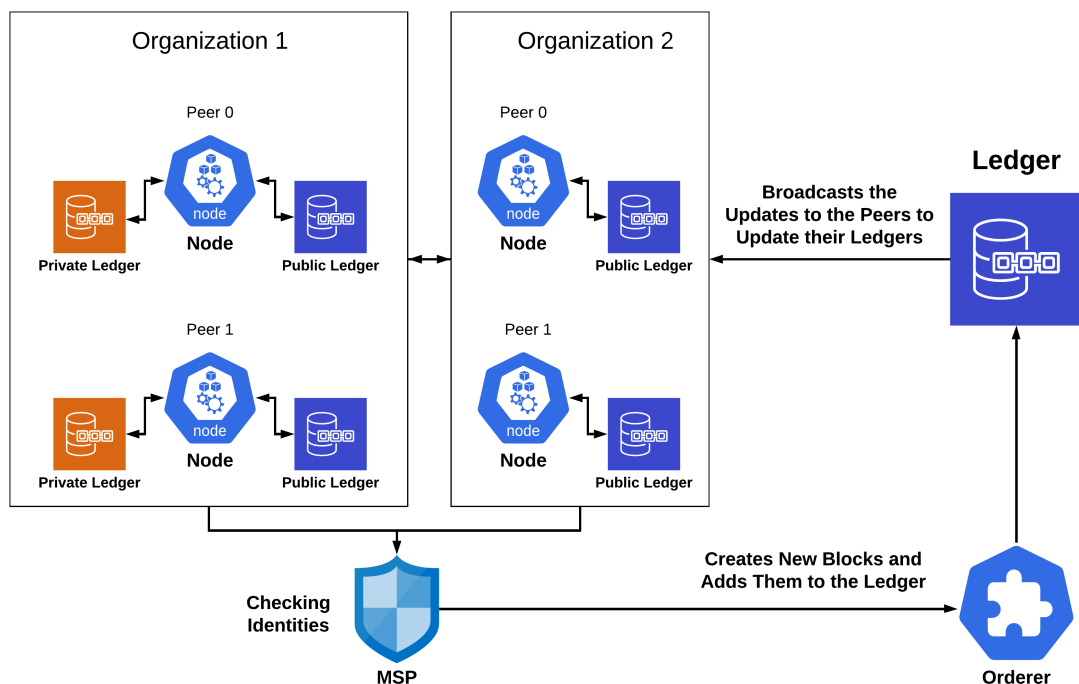 Organization 1
Organization 2
Peer 0
node
Node
Private Ledger
Public Ledger
Peer 0
node
Node
Public Ledger
Peer 1
node
Node
Private Ledger
Public Ledger
Peer 1
node
Node
Public Ledger
Ledger
Broadcasts the
Updates to the Peers to
Update their Ledgers
Checking
Identities
MSP
Creates New Blocks and
Adds Them to the Ledger
Orderer